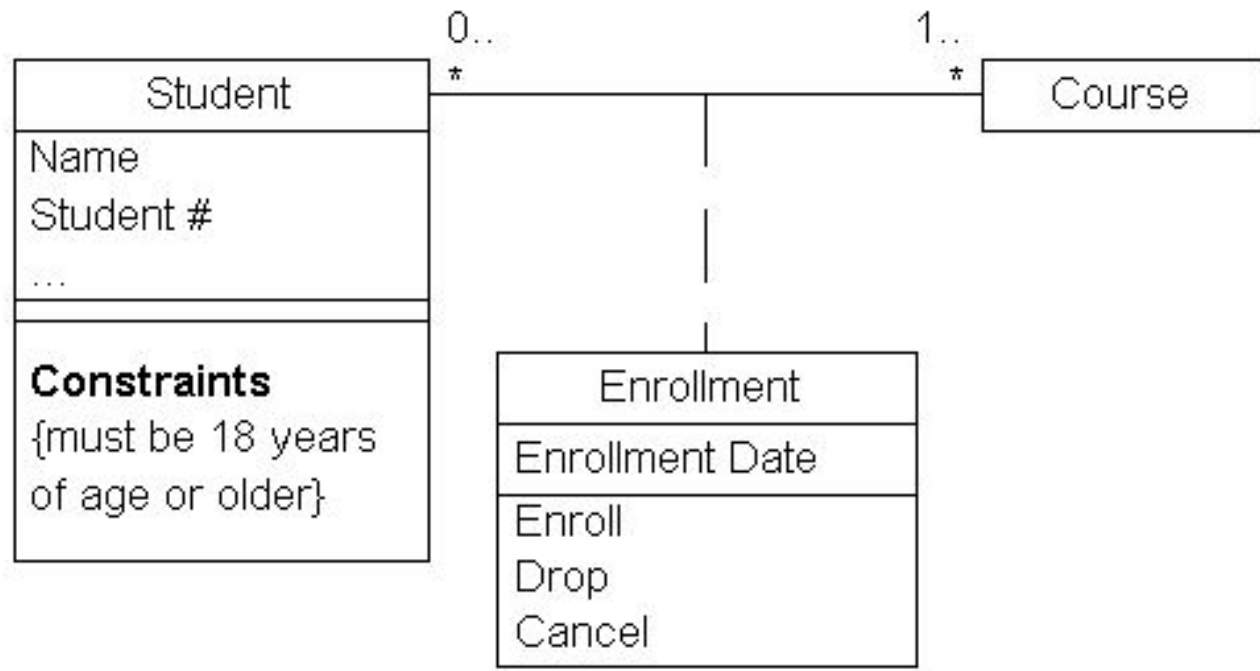 0..
*
1..
*
Student
Name
Student #
...
Constraints
{must be 18 years
of age or older}
Course
Enrollment
Enrollment Date
Enroll
Drop
Cancel